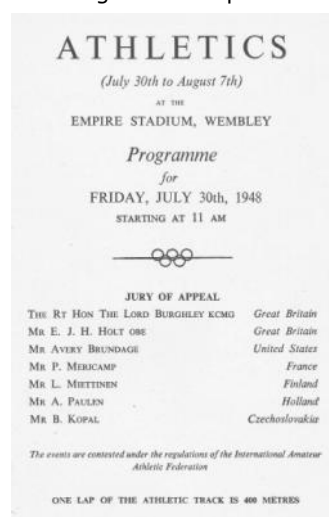 ATHLETICS
(July 30th to August 7th)
AT THE
EMPIRE STADIUM, WEMBLEY
Programme
for
FRIDAY, JULY 30th, 1948
STARTING AT 11 AM
JURY OF APPEAL
THE RT HON THE LORD BURGHLEY KCMG Great Britain
MR E. J. H. HOLT OBE Great Britain
MR AVERY BRUNDAGE United States
MR P. MERICAMP France
MR L. MIETTINEN Finland
MR A. PAULEN Holland
MR B. KOPAL Czechoslovakia
The events are contested under the regulations of the International Amateur
Athletic Federation
ONE LAP OF THE ATHLETIC TRACK IS 400 METRES